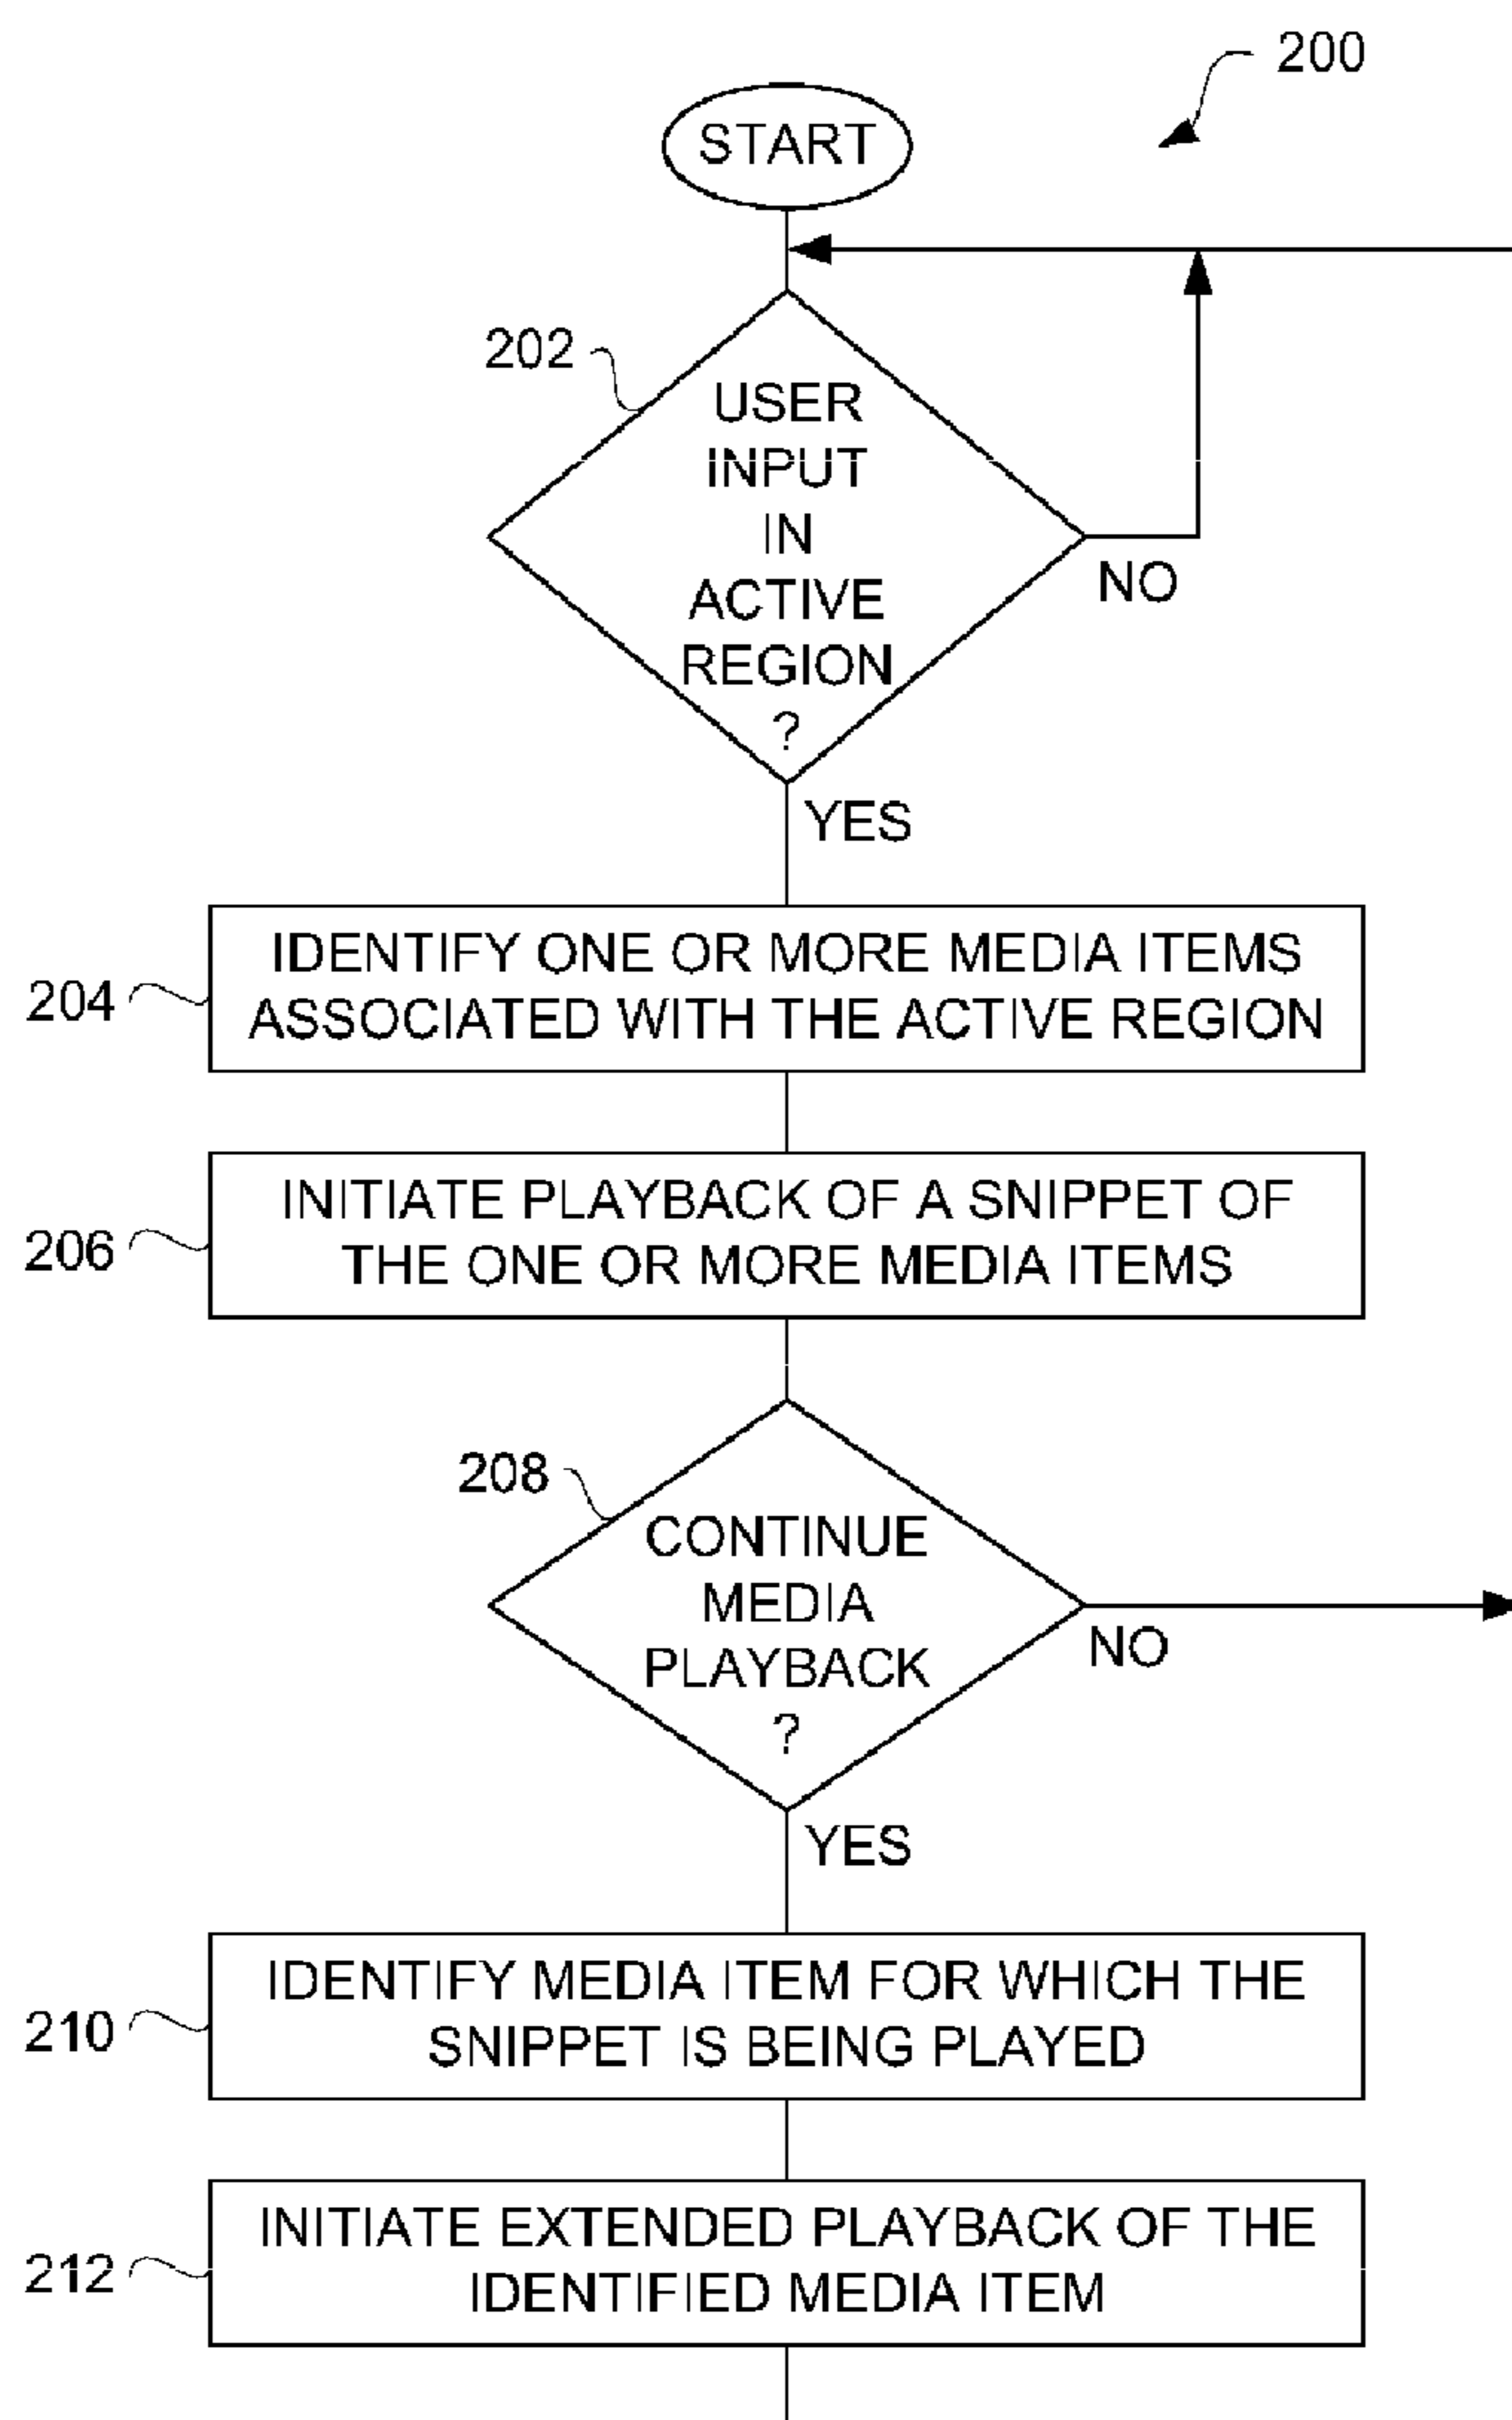 200
START
202
USER
INPUT
IN
ACTIVE
REGION
?
NO
YES
204
IDENTIFY ONE OR MORE MEDIA ITEMS
ASSOCIATED WITH THE ACTIVE REGION
206
INITIATE PLAYBACK OF A SNIPPET OF
THE ONE OR MORE MEDIA ITEMS
208
CONTINUE
MEDIA
PLAYBACK
?
NO
YES
210
IDENTIFY MEDIA ITEM FOR WHICH THE
SNIPPET IS BEING PLAYED
212
INITIATE EXTENDED PLAYBACK OF THE
IDENTIFIED MEDIA ITEM